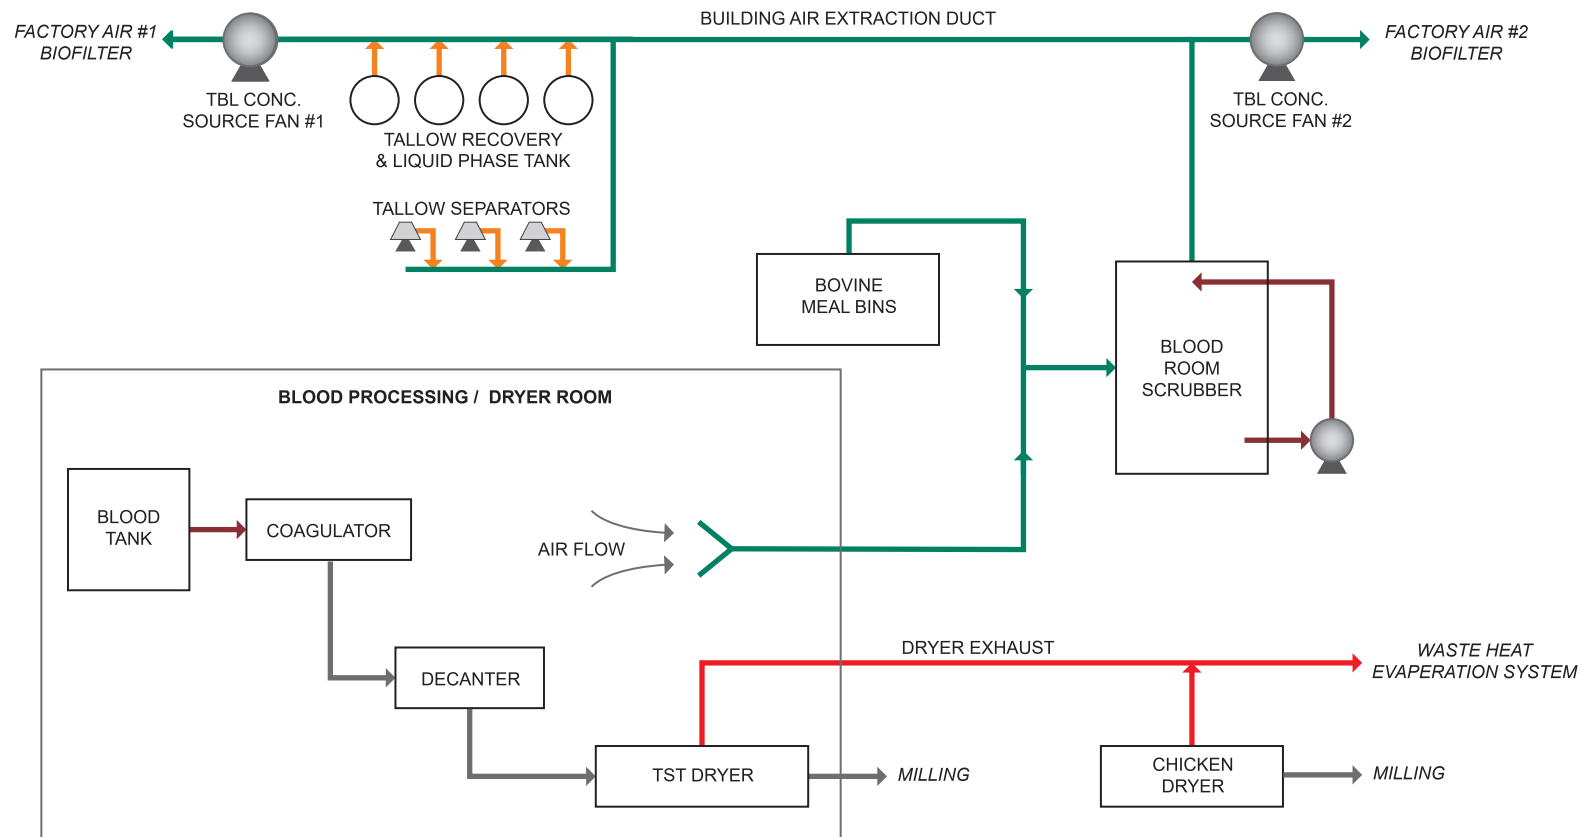 BUILDING AIR EXTRACTION DUCT
FACTORY AIR #1
BIOFILTER
FACTORY AIR #2
BIOFILTER
TBL CONC.
SOURCE FAN #1
TBL CONC.
SOURCE FAN #2
TALLOW RECOVERY
& LIQUID PHASE TANK
TALLOW SEPARATORS
BOVINE
MEAL BINS
BLOOD
ROOM
SCRUBBER
BLOOD PROCESSING / DRYER ROOM
BLOOD
TANK
COAGULATOR
AIR FLOW
DECANTER
DRYER EXHAUST
WASTE HEAT
EVAPERATION SYSTEM
TST DRYER
MILLING
CHICKEN
DRYER
MILLING